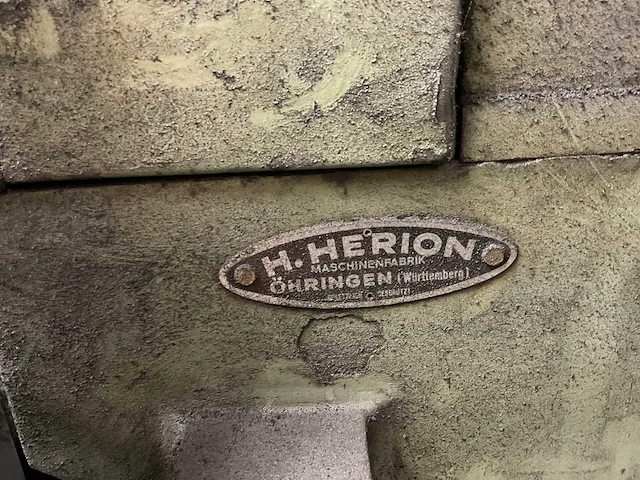 H. HERION
MASCHINENFABRIK
ÖHRINGEN (Württemberg)